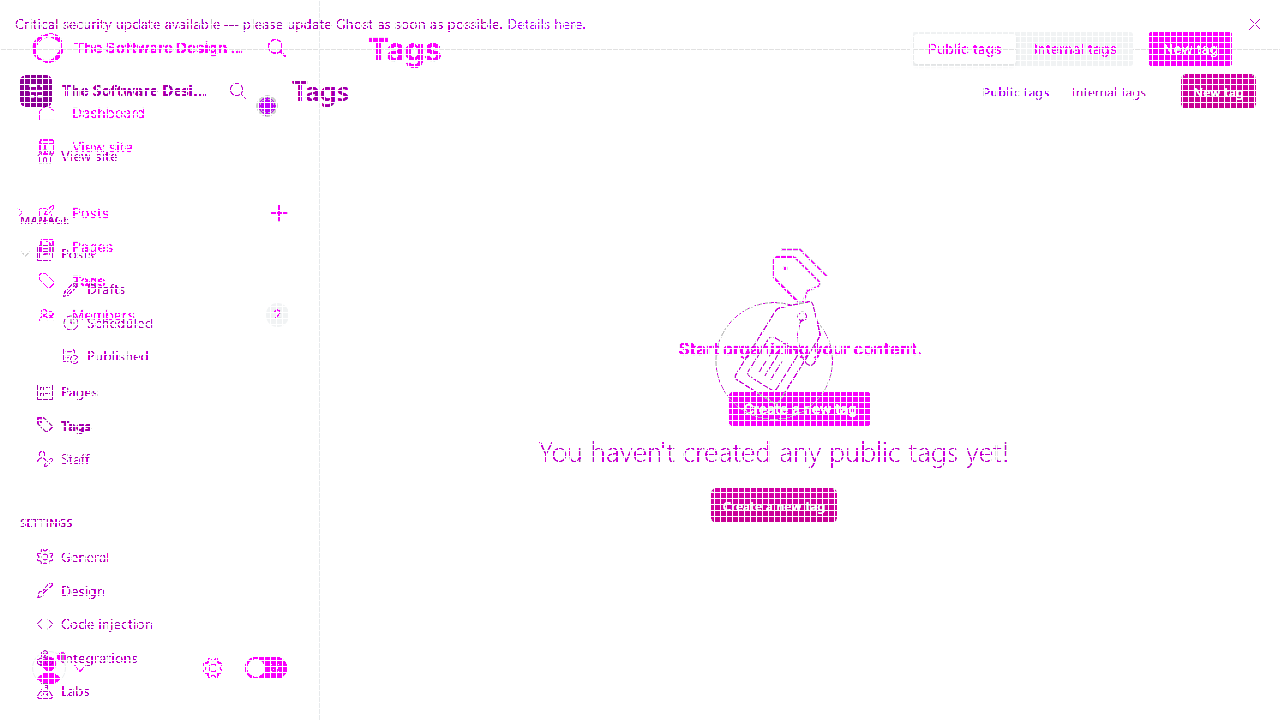 Critical security update available — please update Ghost as soon as possible. Details here.
The Software Design ...
Tags
Public tags
Internal tags
New tag
The Software Desi...
Tags
Public tags
Internal tags
New tag
Dashboard
View site
View site
Posts
MANAGE
Pages
Posts
Tags
Drafts
Members
2
Scheduled
Start organizing your content.
Published
Pages
Create a new tag
Tags
You haven't created any public tags yet!
Staff
Create a new tag
SETTINGS
General
Design
Code injection
Integrations
Labs